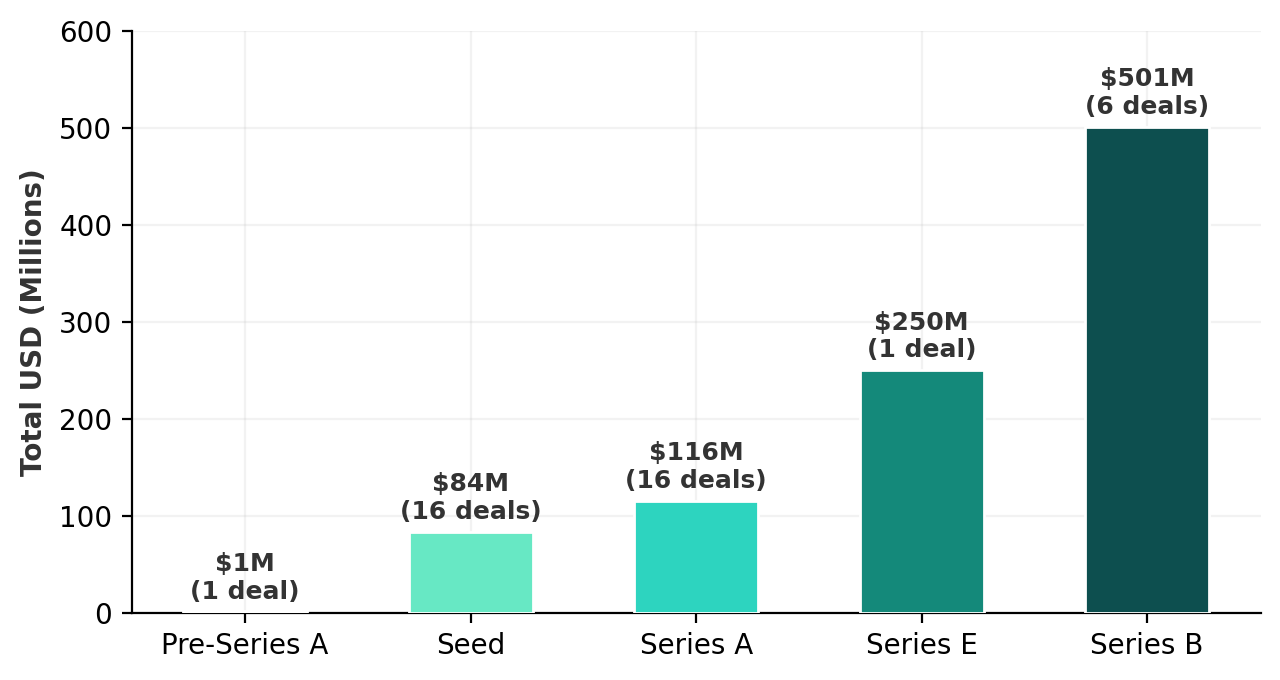 Total USD (Millions)
600
500
400
300
200
100
0
$1M
(1 deal)
$84M
(16 deals)
$116M
(16 deals)
$250M
(1 deal)
$501M
(6 deals)
Pre-Series A
Seed
Series A
Series E
Series B